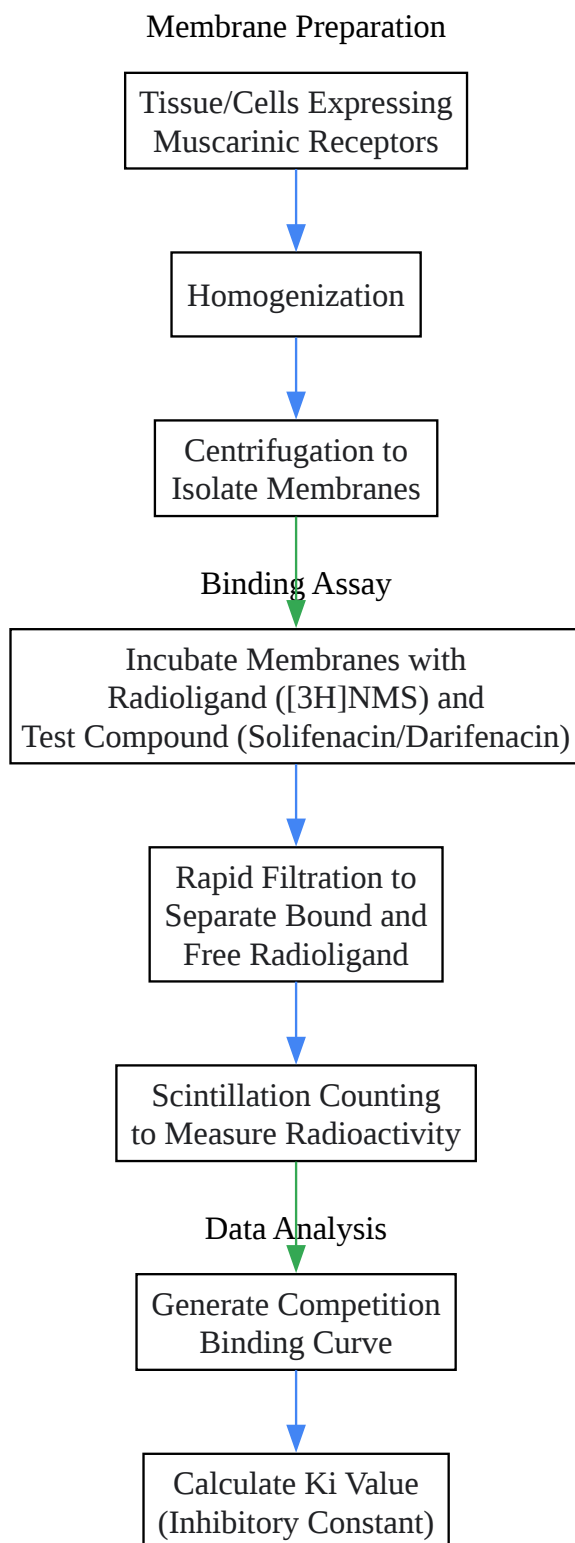 Membrane Preparation
Tissue/Cells Expressing
Muscarinic Receptors
Homogenization
Centrifugation to
Isolate Membranes
Binding Assay
Incubate Membranes with
Radioligand ([3H]NMS) and
Test Compound (Solifenacin/Darifenacin)
Rapid Filtration to
Separate Bound and
Free Radioligand
Scintillation Counting
to Measure Radioactivity
Data Analysis
Generate Competition
Binding Curve
Calculate Ki Value
(Inhibitory Constant)